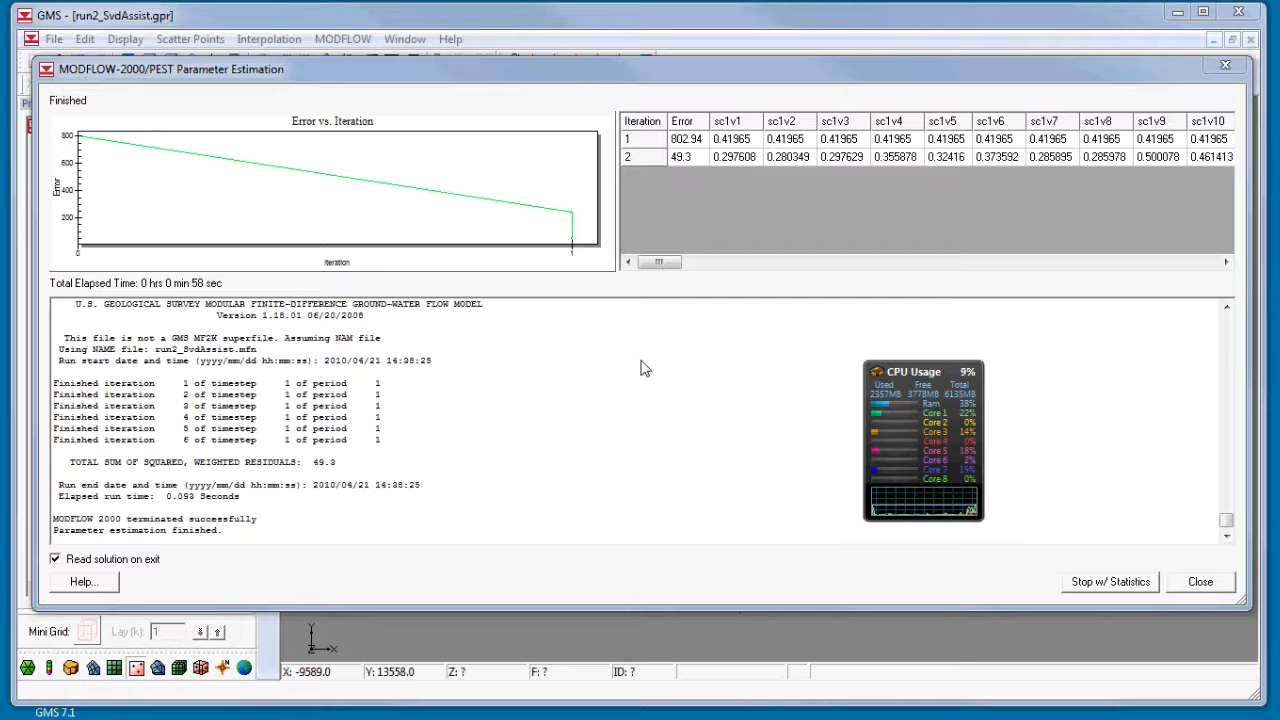 GMS - [run2_SvdAssist.gpr]
File Edit Display Scatter Points Interpolation MODFLOW Window Help
MODFLOW-2000/PEST Parameter Estimation
Finished
Error vs. Iteration
800
600
400
200
Error
0 1
Iteration
Iteration Error sc1v1 sc1v2 sc1v3 sc1v4 sc1v5 sc1v6 sc1v7 sc1v8 sc1v9 sc1v10
1 802.94 0.41965 0.41965 0.41965 0.41965 0.41965 0.41965 0.41965 0.41965 0.41965 0.41965
2 49.3 0.297608 0.280349 0.297629 0.355878 0.32416 0.373592 0.285895 0.285978 0.500078 0.461413
Total Elapsed Time: 0 hrs 0 min 58 sec
U.S. GEOLOGICAL SURVEY MODULAR FINITE-DIFFERENCE GROUND-WATER FLOW MODEL
Version 1.18.01 06/20/2008
This file is not a GMS MF2K superfile. Assuming NAM file
Using NAME file: run2_SvdAssist.mfn
Run start date and time (yyyy/mm/dd hh:mm:ss): 2010/04/21 14:38:25
Finished iteration 1 of timestep 1 of period 1
Finished iteration 2 of timestep 1 of period 1
Finished iteration 3 of timestep 1 of period 1
Finished iteration 4 of timestep 1 of period 1
Finished iteration 5 of timestep 1 of period 1
Finished iteration 6 of timestep 1 of period 1
TOTAL SUM OF SQUARED, WEIGHTED RESIDUALS: 49.3
Run end date and time (yyyy/mm/dd hh:mm:ss): 2010/04/21 14:38:25
Elapsed run time: 0.093 Seconds
MODFLOW 2000 terminated successfully
Parameter estimation finished.
CPU Usage 9%
Used Free Total
2357MB 3778MB 6135MB
Ram 38%
Core 1 22%
Core 2 0%
Core 3 14%
Core 4 0%
Core 5 18%
Core 6 2%
Core 7 15%
Core 8 0%
Read solution on exit
Help... Stop w/ Statistics Close
Mini Grid: Lay (k): 1
Y
X
X: -9589.0 Y: 13558.0 Z: ? F: ? ID: ?
GMS 7.1